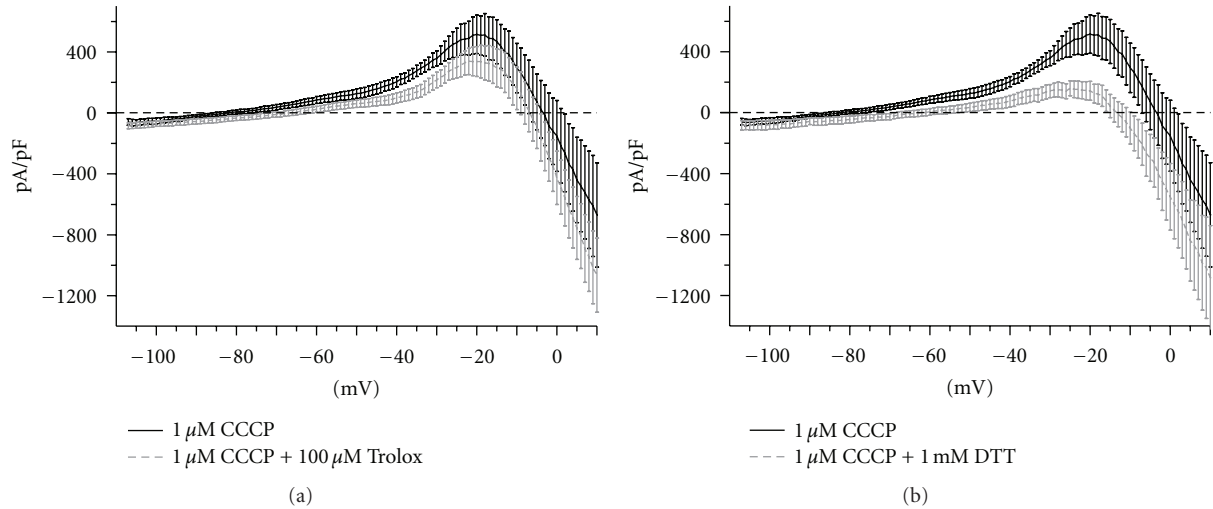 400
0
−400
−800
−1200
pA/pF
−100 −80 −60 −40 −20 0
(mV)
1 μM CCCP
1 μM CCCP + 100 μM Trolox
(a)
400
0
−400
−800
−1200
pA/pF
−100 −80 −60 −40 −20 0
(mV)
1 μM CCCP
1 μM CCCP + 1 mM DTT
(b)